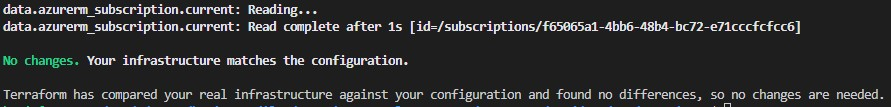 data.azurerm_subscription.current: Reading...
data.azurerm_subscription.current: Read complete after 1s [id=/subscriptions/f65065a1-4bb6-48b4-bc72-e71cccfcfcc6]
No changes. Your infrastructure matches the configuration.
Terraform has compared your real infrastructure against your configuration and found no differences, so no changes are needed.